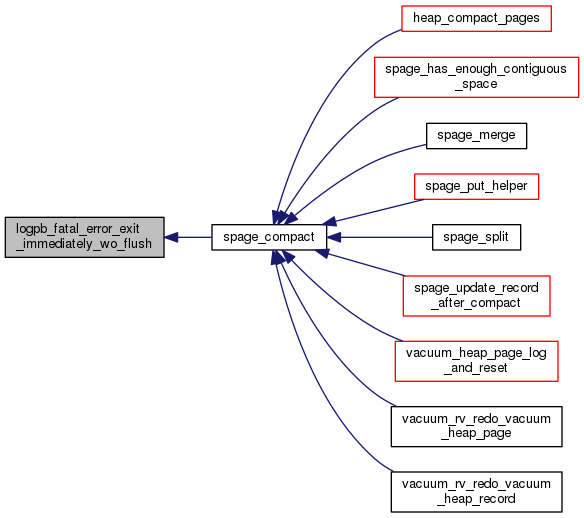 heap_compact_pages
spage_has_enough_contiguous
_space
spage_merge
spage_put_helper
logpb_fatal_error_exit
_immediately_wo_flush
spage_compact
spage_split
spage_update_record
_after_compact
vacuum_heap_page_log
_and_reset
vacuum_rv_redo_vacuum
_heap_page
vacuum_rv_redo_vacuum
_heap_record